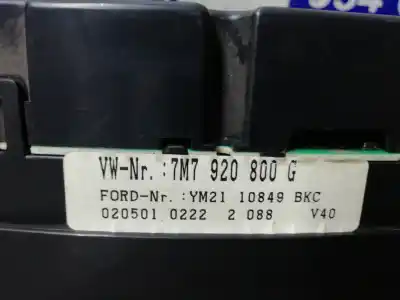 VW-Nr.:7M7 920 800 G
FORD-Nr.:YM21 10849 BKC
020501 0222 2 088 V40